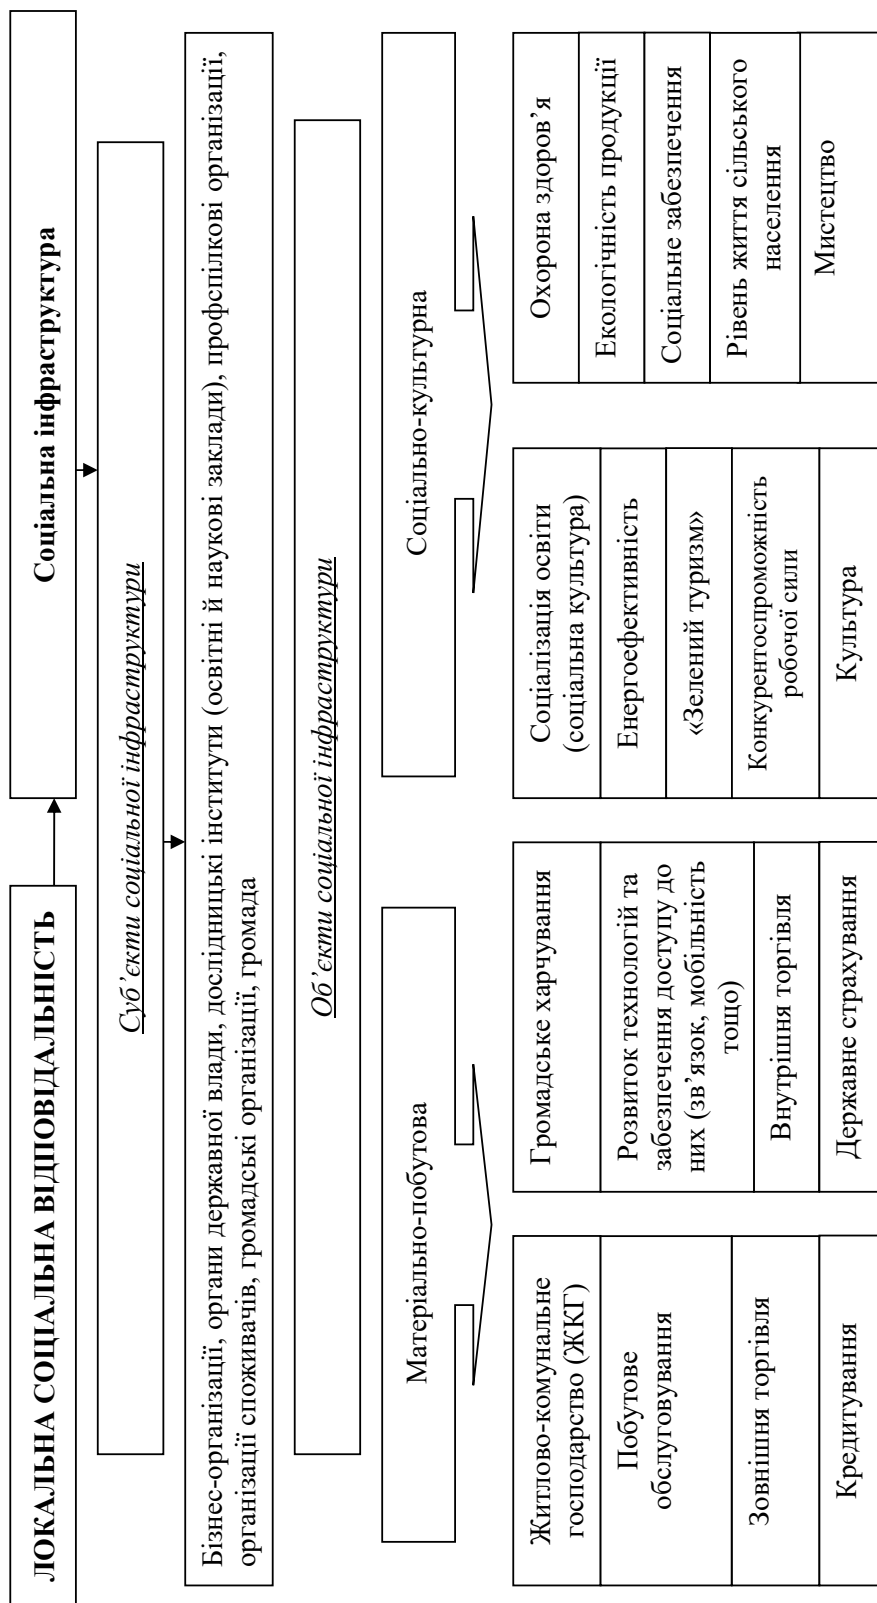 ЛОКАЛЬНА СОЦІАЛЬНА ВІДПОВІДАЛЬНІСТЬ
Соціальна інфраструктура
Суб’єкти соціальної інфраструктури
Бізнес-організації, органи державної влади, дослідницькі інститути (освітні й наукові заклади), профспілкові організації,
організації споживачів, громадські організації, громада
Об’єкти соціальної інфраструктури
Матеріально-побутова
Соціально-культурна
Житлово-комунальне
господарство (ЖКГ)
Побутове
обслуговування
Зовнішня торгівля
Кредитування
Громадське харчування
Розвиток технологій та
забезпечення доступу до
них (зв’язок, мобільність
тощо)
Внутрішня торгівля
Державне страхування
Соціалізація освіти
(соціальна культура)
Енергоефективність
«Зелений туризм»
Конкурентоспроможність
робочої сили
Культура
Охорона здоров’я
Екологічність продукції
Соціальне забезпечення
Рівень життя сільського
населення
Мистецтво